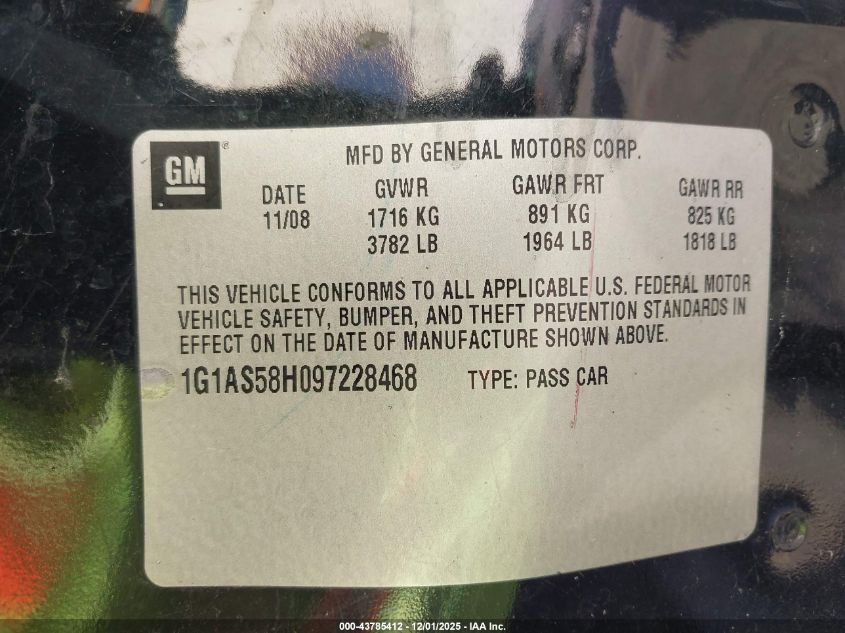 GM
MFD BY GENERAL MOTORS CORP.
DATE GVWR GAWR FRT GAWR RR
11/08 1716 KG 891 KG 825 KG
3782 LB 1964 LB 1818 LB
THIS VEHICLE CONFORMS TO ALL APPLICABLE U.S. FEDERAL MOTOR
VEHICLE SAFETY, BUMPER, AND THEFT PREVENTION STANDARDS IN
EFFECT ON THE DATE OF MANUFACTURE SHOWN ABOVE.
1G1AS58H097228468 TYPE: PASS CAR
000-43785412 - 12/01/2025 - IAA Inc.